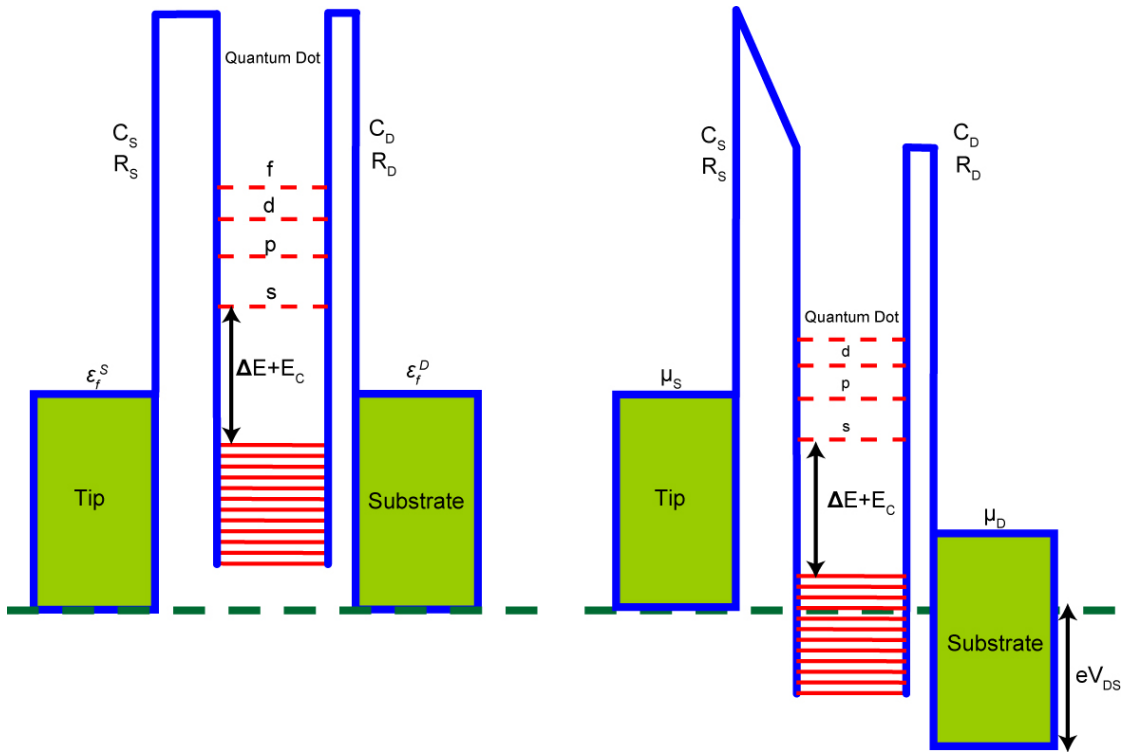 Quantum Dot
C_S
R_S
C_D
R_D
f
d
p
s
ΔE+E_C
ε_f^S
ε_f^D
Tip
Substrate
C_S
R_S
C_D
R_D
Quantum Dot
d
p
s
μ_S
ΔE+E_C
Tip
μ_D
Substrate
eV_DS